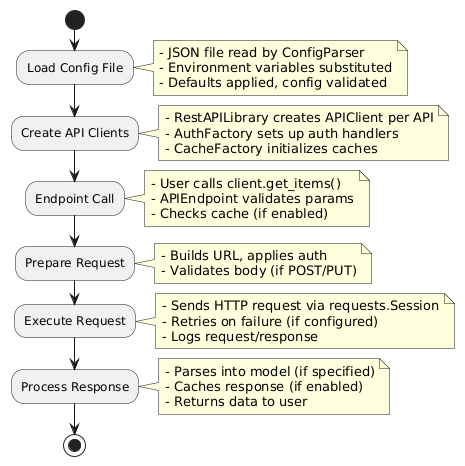 Load Config File
- JSON file read by ConfigParser
- Environment variables substituted
- Defaults applied, config validated
Create API Clients
- RestAPILibrary creates APIClient per API
- AuthFactory sets up auth handlers
- CacheFactory initializes caches
Endpoint Call
- User calls client.get_items()
- APIEndpoint validates params
- Checks cache (if enabled)
Prepare Request
- Builds URL, applies auth
- Validates body (if POST/PUT)
Execute Request
- Sends HTTP request via requests.Session
- Retries on failure (if configured)
- Logs request/response
Process Response
- Parses into model (if specified)
- Caches response (if enabled)
- Returns data to user